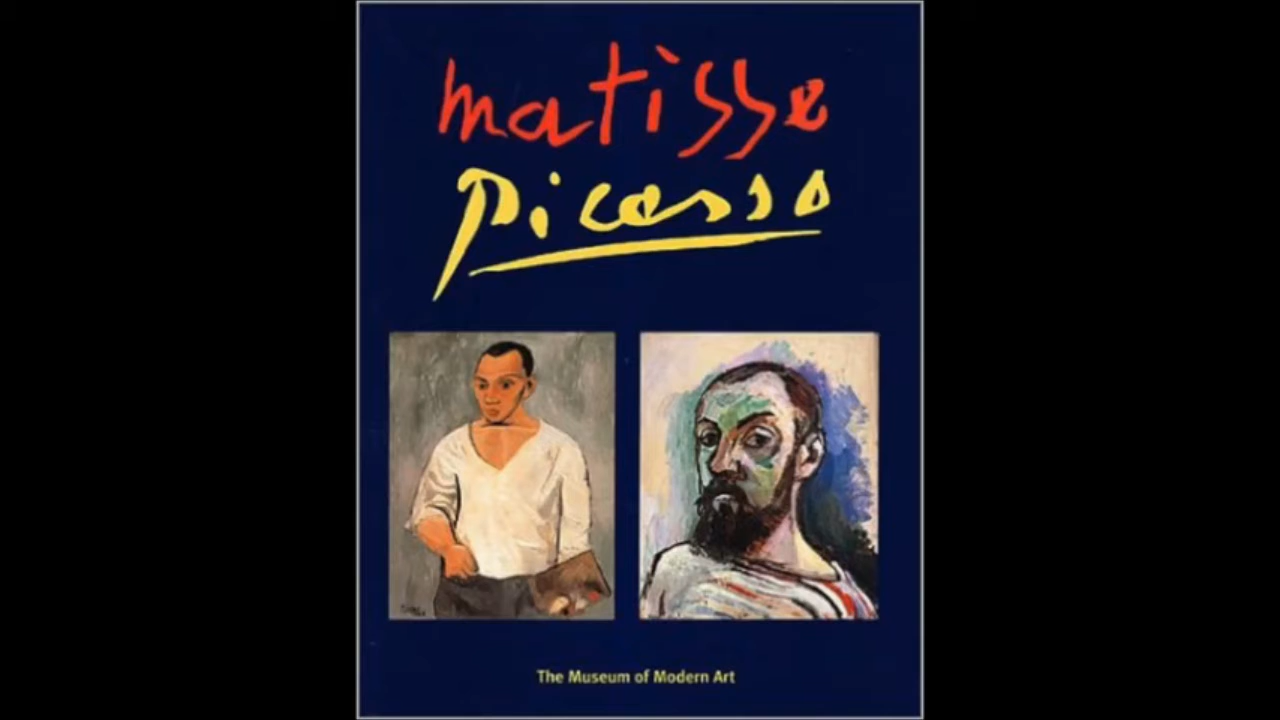 matisse
picasso
The Museum of Modern Art